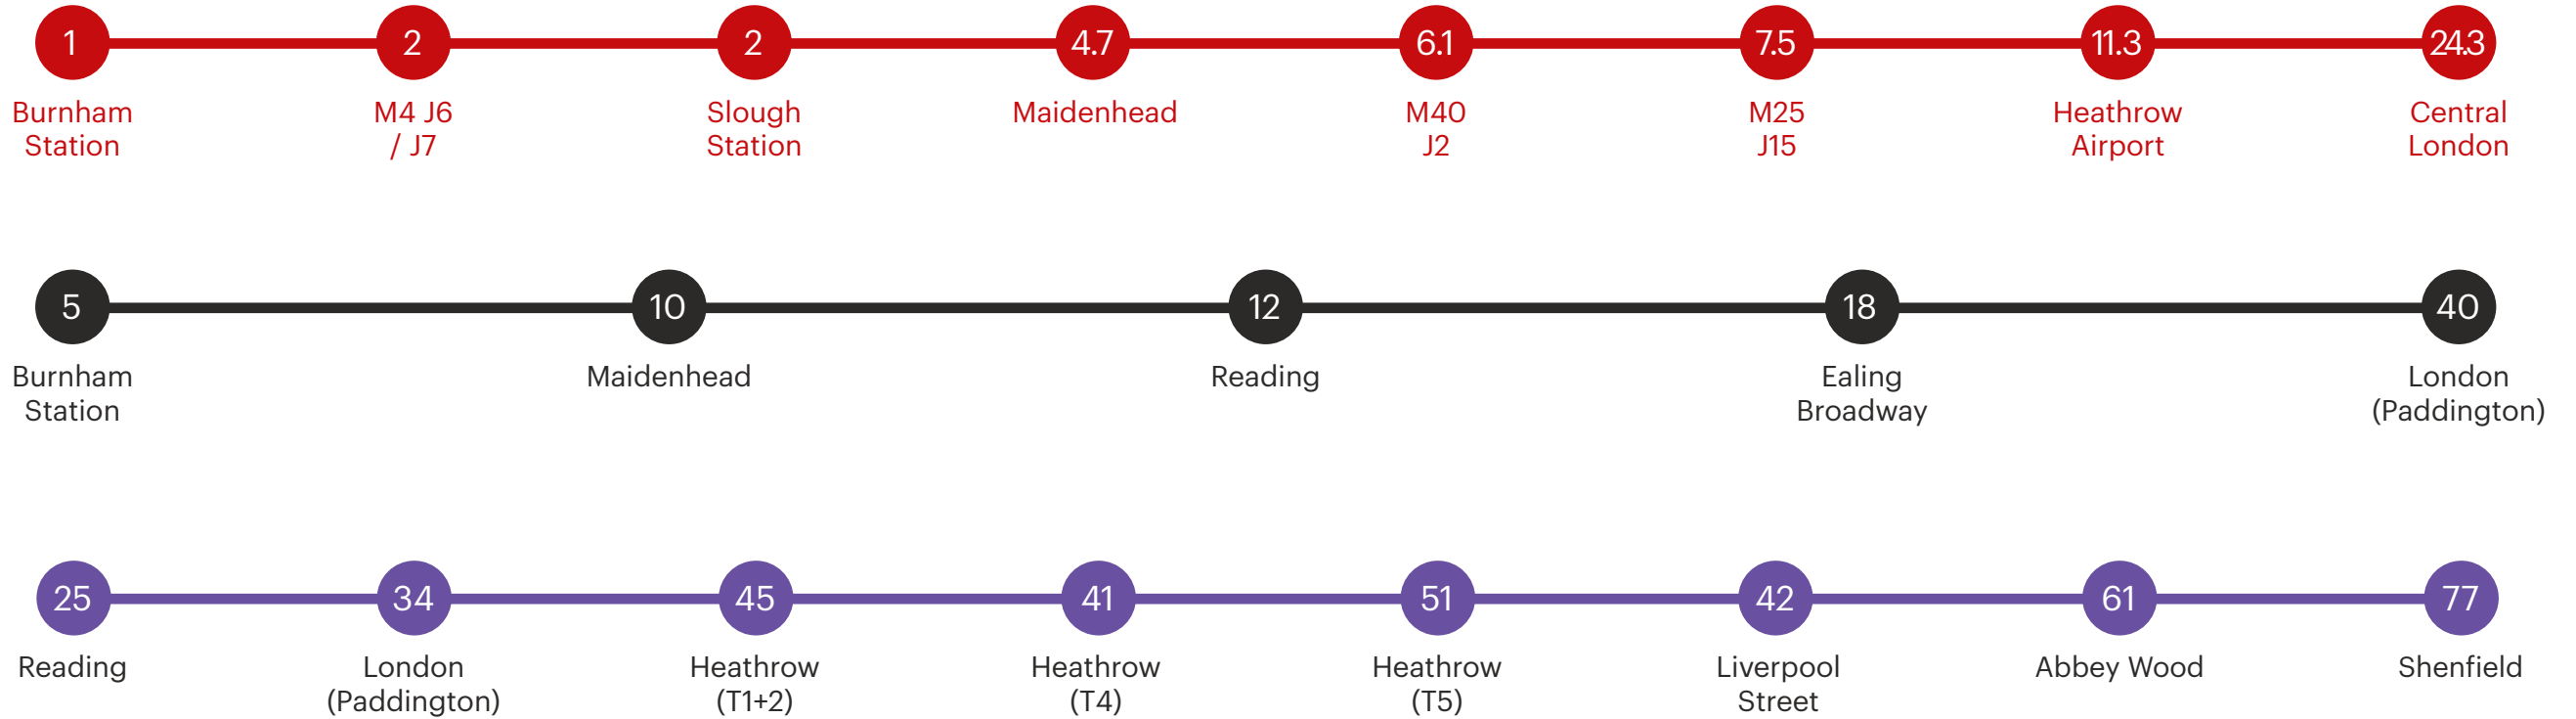 1 2 2 4.7 6.1 7.5 11.3 24.3
Burnham M4 J6 Slough Maidenhead M40 M25 Heathrow Central
Station / J7 Station J2 J15 Airport London
5 10 12 18 40
Burnham Maidenhead Reading Ealing London
Station Broadway (Paddington)
25 34 45 41 51 42 61 77
Reading London Heathrow Heathrow Heathrow Liverpool Abbey Wood Shenfield
(Paddington) (T1+2) (T4) (T5) Street